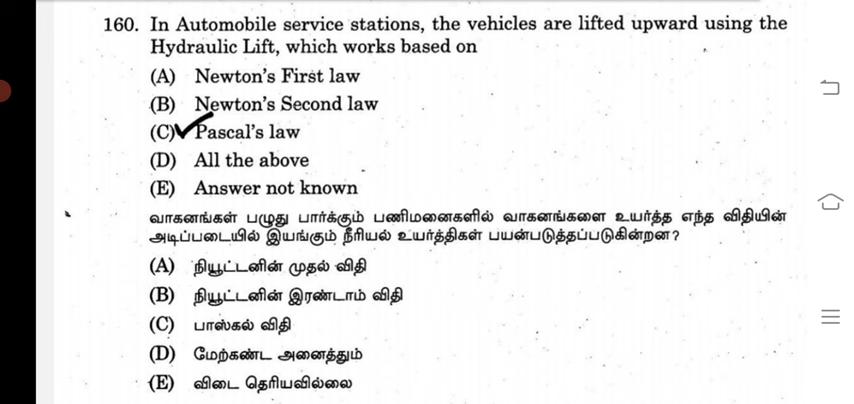 160. In Automobile service stations, the vehicles are lifted upward using the
Hydraulic Lift, which works based on
(A) Newton's First law
(B) Newton's Second law
(C) Pascal's law
(D) All the above
(E) Answer not known
வாகனங்கள் பழுது பார்க்கும் பணிமனைகளில் வாகனங்களை உயர்த்த எந்த விதியின்
அடிப்படையில் இயங்கும் நீரியல் உயர்த்திகள் பயன்படுத்தப்படுகின்றன?
(A) நியூட்டனின் முதல் விதி
(B) நியூட்டனின் இரண்டாம் விதி
(C) பாஸ்கல் விதி
(D) மேற்கண்ட அனைத்தும்
(E) விடை தெரியவில்லை